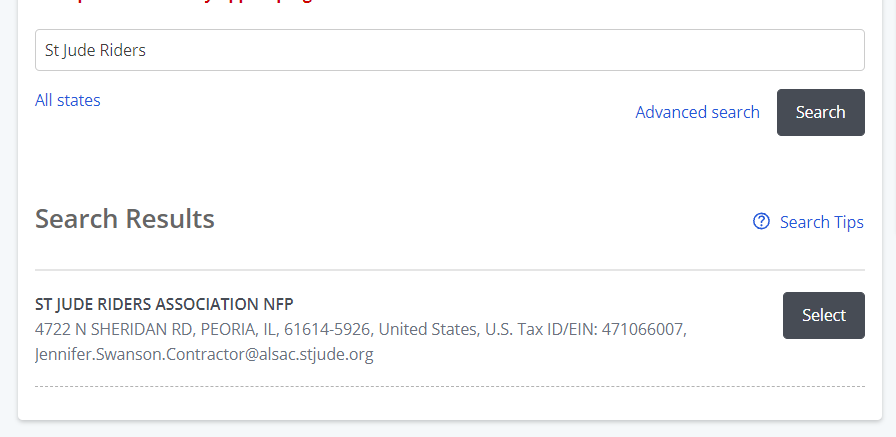 St Jude Riders
All states
Advanced search
Search
Search Results
Search Tips
ST JUDE RIDERS ASSOCIATION NFP
4722 N SHERIDAN RD, PEORIA, IL, 61614-5926, United States, U.S. Tax ID/EIN: 471066007,
Select
Jennifer.Swanson.Contractor@alsac.stjude.org